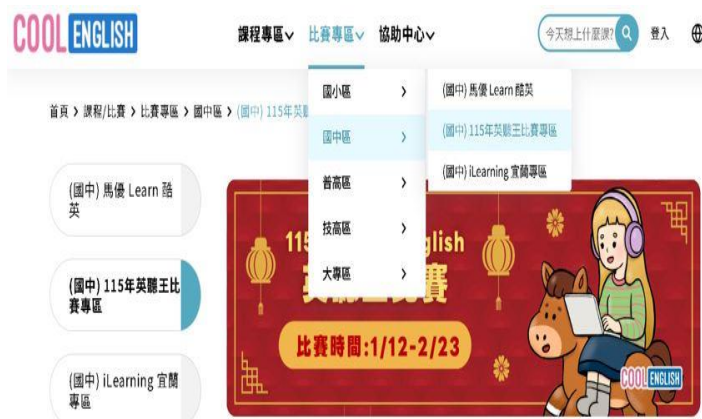 COOL ENGLISH
課程專區
比賽專區
協助中心
今天想上什麼課?
登入
國小區 >
(國中) 馬優 Learn 酷英
首頁 > 課程/比賽 > 比賽專區 > 國中區 > (國中) 115年英
國中區 >
(國中) 115年英聽王比賽專區
(國中) iLearning 宜蘭專區
普高區 >
技高區 >
大專區 >
(國中) 馬優 Learn 酷
英
(國中) 115年英聽王比
賽專區
(國中) iLearning 宜蘭
專區
115
glish
比賽時間:1/12-2/23
COOL ENGLISH